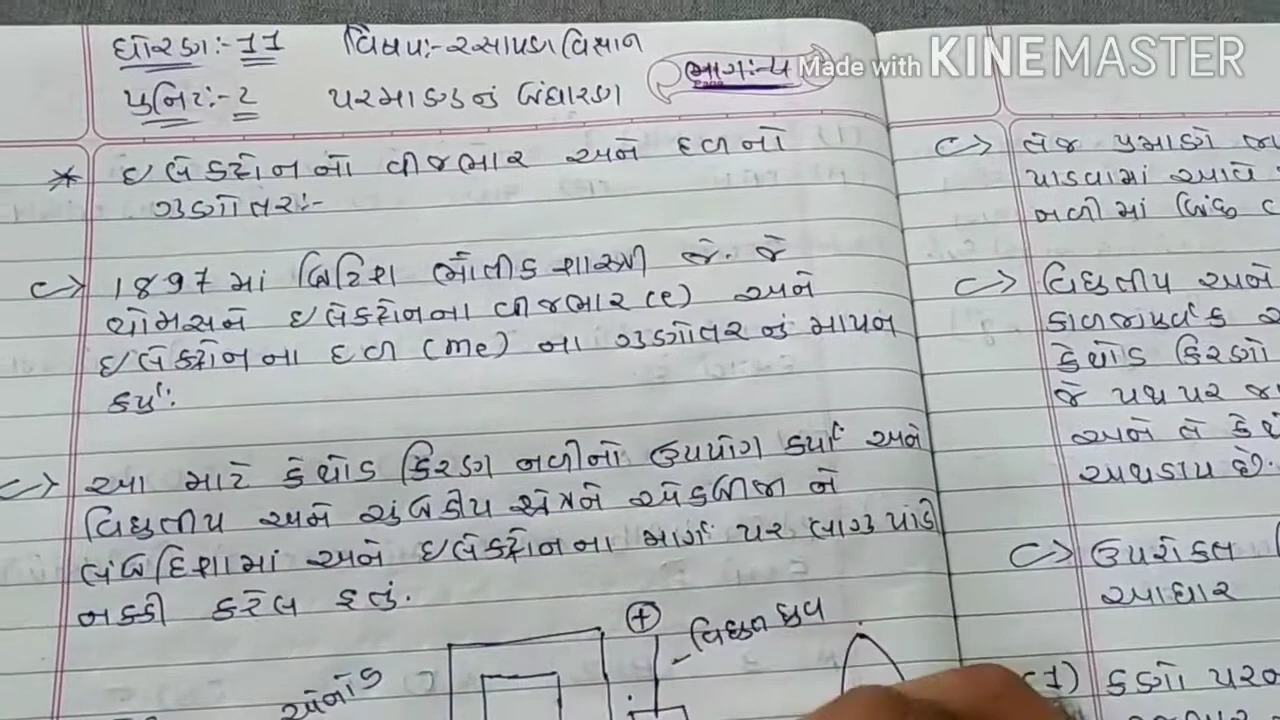 ધોરણ:- 11 વિષય:- રસાયણ વિજ્ઞાન
ભાગ:- ૫
Made with KINEMASTER
યુનિટ:- 2 પરમાણુનું બંધારણ
* ઇલેક્ટ્રોનનો વીજભાર અને દળનો
ગુણોત્તર:-
1897 માં બ્રિટિશ ભૌતીક શાસ્ત્રી જે. જે
થોમસને ઇલેક્ટ્રોનના વીજભાર (e) અને
ઇલેક્ટ્રોનના દળ (me) ના ગુણોત્તરનું માપન
કર્યું.
આ માટે કેથોડ કિરણ નળીનો ઉપયોગ કર્યો અને
વિદ્યુતીય અને ચુંબકીય ક્ષેત્રને એકબીજા ને
લંબદિશામાં અને ઇલેક્ટ્રોનના માર્ગ પર લાગુ પાડી
નક્કી કરેલ હતું.
એનોડ
+
વિદ્યુત ધ્રુવ
તેજ પ્રમાણે
પાડવામાં આવે
નળીમાં બિંદુ C
વિદ્યુતીય અને
કાળજીપૂર્વક
કેથોડ કિરણો
જે પથ પર
અને તે
અથડાય છે.
ઉપરોક્ત
આધાર
(1) કણો પરના